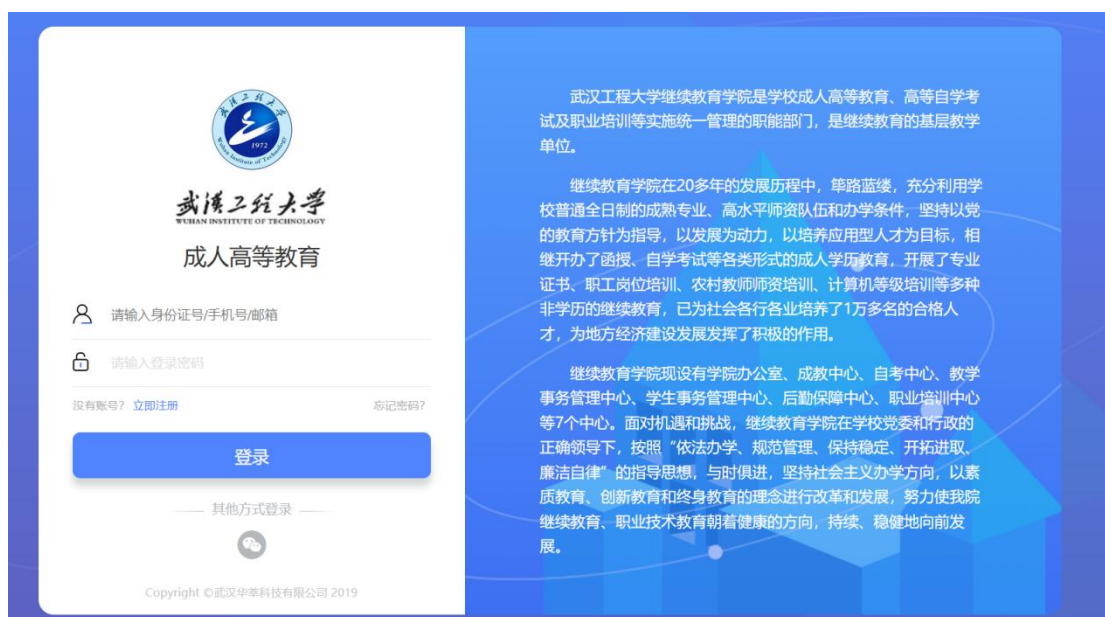 武汉工程大学
Wuhan Institute of Technology
1972
武汉工程大学
WUHAN INSTITUTE OF TECHNOLOGY
成人高等教育
请输入身份证号/手机号/邮箱
请输入登录密码
没有账号？立即注册 忘记密码?
登录
其他方式登录
Copyright ©武汉华莘科技有限公司 2019
武汉工程大学继续教育学院是学校成人高等教育、高等自学考
试及职业培训等实施统一管理的职能部门，是继续教育的基层教学
单位。
继续教育学院在20多年的发展历程中，筚路蓝缕，充分利用学
校普通全日制的成熟专业、高水平师资队伍和办学条件，坚持以党
的教育方针为指导，以发展为动力，以培养应用型人才为目标，相
继开办了函授、自学考试等各类形式的成人学历教育，开展了专业
证书、职工岗位培训、农村教师师资培训、计算机等级培训等多种
非学历的继续教育，已为社会各行各业培养了1万多名的合格人
才，为地方经济建设发展发挥了积极的作用。
继续教育学院现设有学院办公室、成教中心、自考中心、教学
事务管理中心、学生事务管理中心、后勤保障中心、职业培训中心
等7个中心。面对机遇和挑战，继续教育学院在学校党委和行政的
正确领导下，按照“依法办学、规范管理、保持稳定、开拓进取、
廉洁自律”的指导思想，与时俱进，坚持社会主义办学方向，以素
质教育、创新教育和终身教育的理念进行改革和发展，努力使我院
继续教育、职业技术教育朝着健康的方向，持续、稳健地向前发
展。